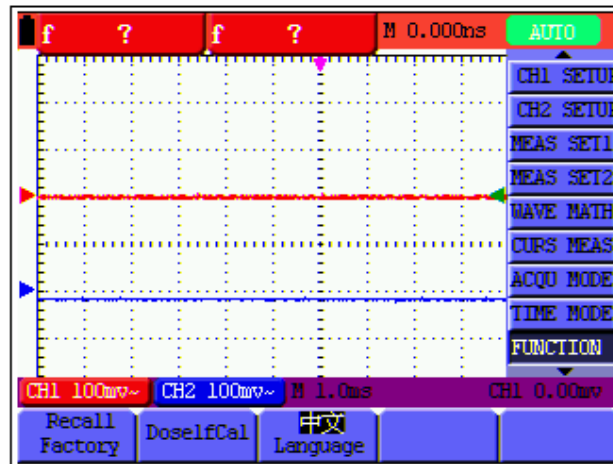 f ? f ? M 0.000ns AUTO
CH1 SETUP
CH2 SETUP
MEAS SET1
MEAS SET2
WAVE MATH
CURS MEAS
ACQU MODE
TIME MODE
FUNCTION
CH1 100mv~ CH2 100mv~ M 1.0ms CH1 0.00mv
Recall
Factory
DoselfCal
中文
Language